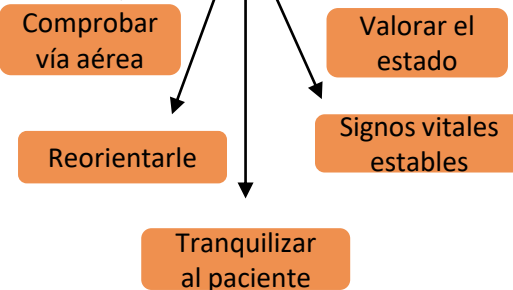 Comprobar
vía aérea
Valorar el
estado
Reorientarle
Signos vitales
estables
Tranquilizar
al paciente